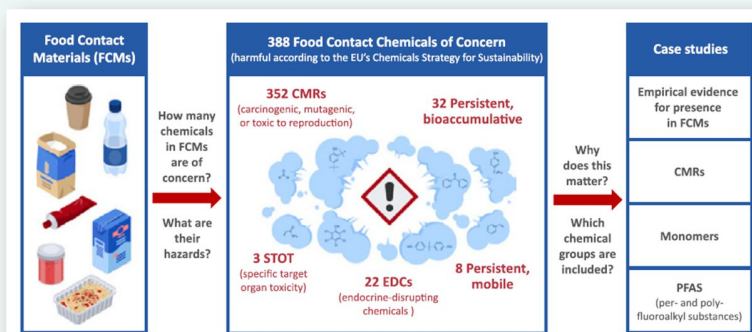 Food Contact
Materials (FCMs)
How many
chemicals
in FCMs
are of
concern?
What are
their
hazards?
388 Food Contact Chemicals of Concern
(harmful according to the EU's Chemicals Strategy for Sustainability)
352 CMRs
(carcinogenic, mutagenic,
or toxic to reproduction)
32 Persistent,
bioaccumulative
3 STOT
(specific target
organ toxicity)
22 EDCs
(endocrine-disrupting
chemicals )
8 Persistent,
mobile
Why
does this
matter?
Which
chemical
groups are
included?
Case studies
Empirical evidence
for presence
in FCMs
CMRs
Monomers
PFAS
(per- and poly-
fluoroalkyl substances)